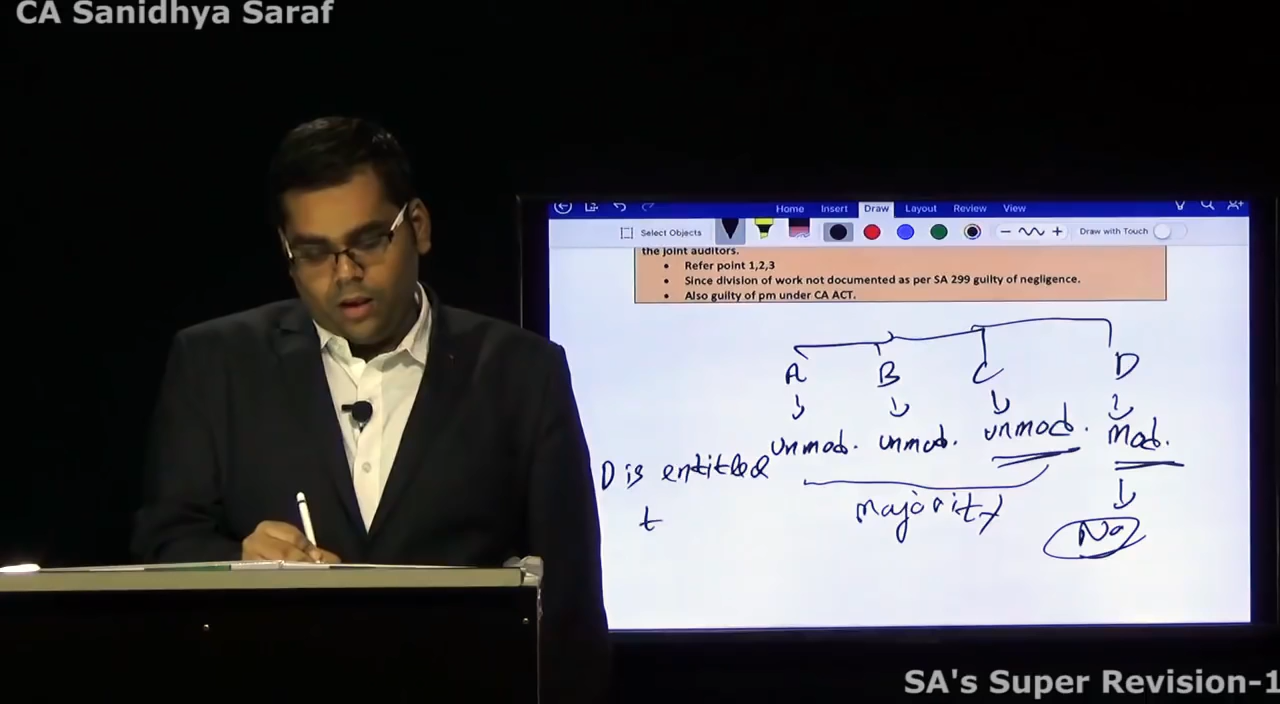 CA Sanidhya Saraf
Home Insert Draw Layout Review View
Select Objects
Draw with Touch
the joint auditors.
• Refer point 1,2,3
• Since division of work not documented as per SA 299 guilty of negligence.
• Also guilty of pm under CA ACT.
A B C D
unmod. unmod. unmod. Mod.
D is entitled
t
majority
No
SA's Super Revision-1